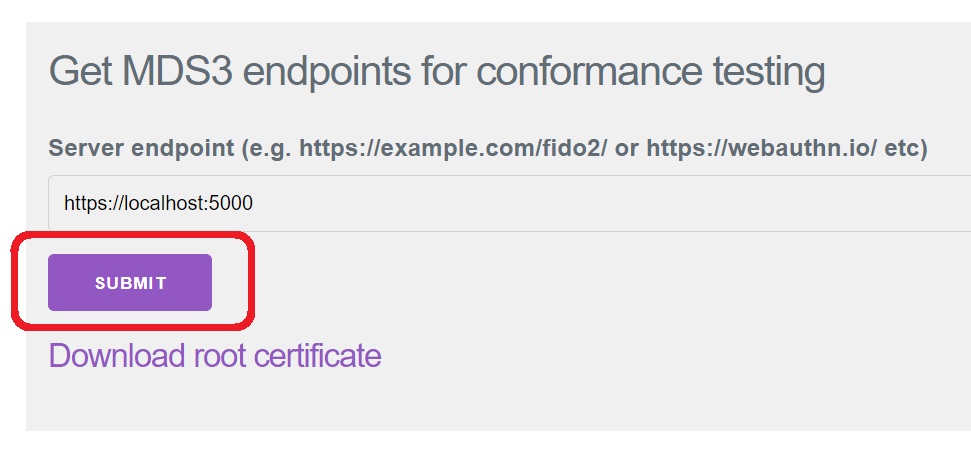 Get MDS3 endpoints for conformance testing
Server endpoint (e.g. https://example.com/fido2/ or https://webauthn.io/ etc)
https://localhost:5000
SUBMIT
Download root certificate